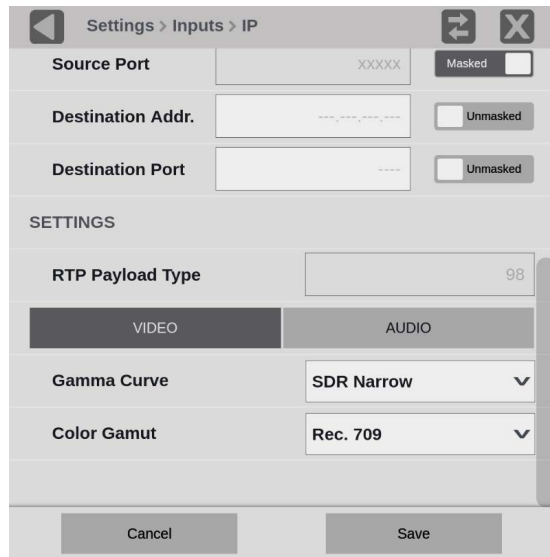 Settings > Inputs > IP
Source Port XXXXX Masked
Destination Addr. ---.---.---.--- Unmasked
Destination Port ---- Unmasked
SETTINGS
RTP Payload Type 98
VIDEO AUDIO
Gamma Curve SDR Narrow
Color Gamut Rec. 709
Cancel Save